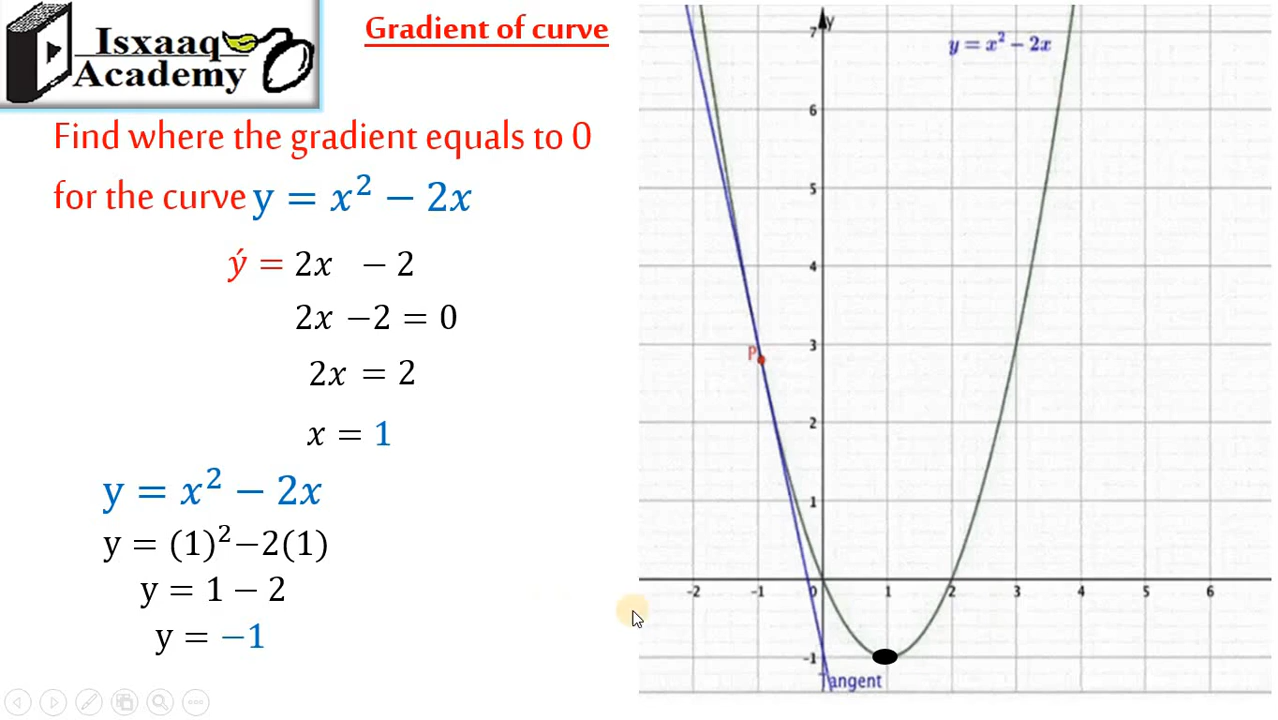 Isxaaq
Academy
Gradient of curve
Find where the gradient equals to 0
for the curve y = x² − 2x
ý = 2x − 2
2x −2 = 0
2x = 2
x = 1
y = x² − 2x
y = (1)²−2(1)
y = 1 − 2
y = −1
y
y = x² − 2x
7
6
5
4
3
P
2
1
-2 -1 0 1 2 3 4 5 6
-1
Tangent